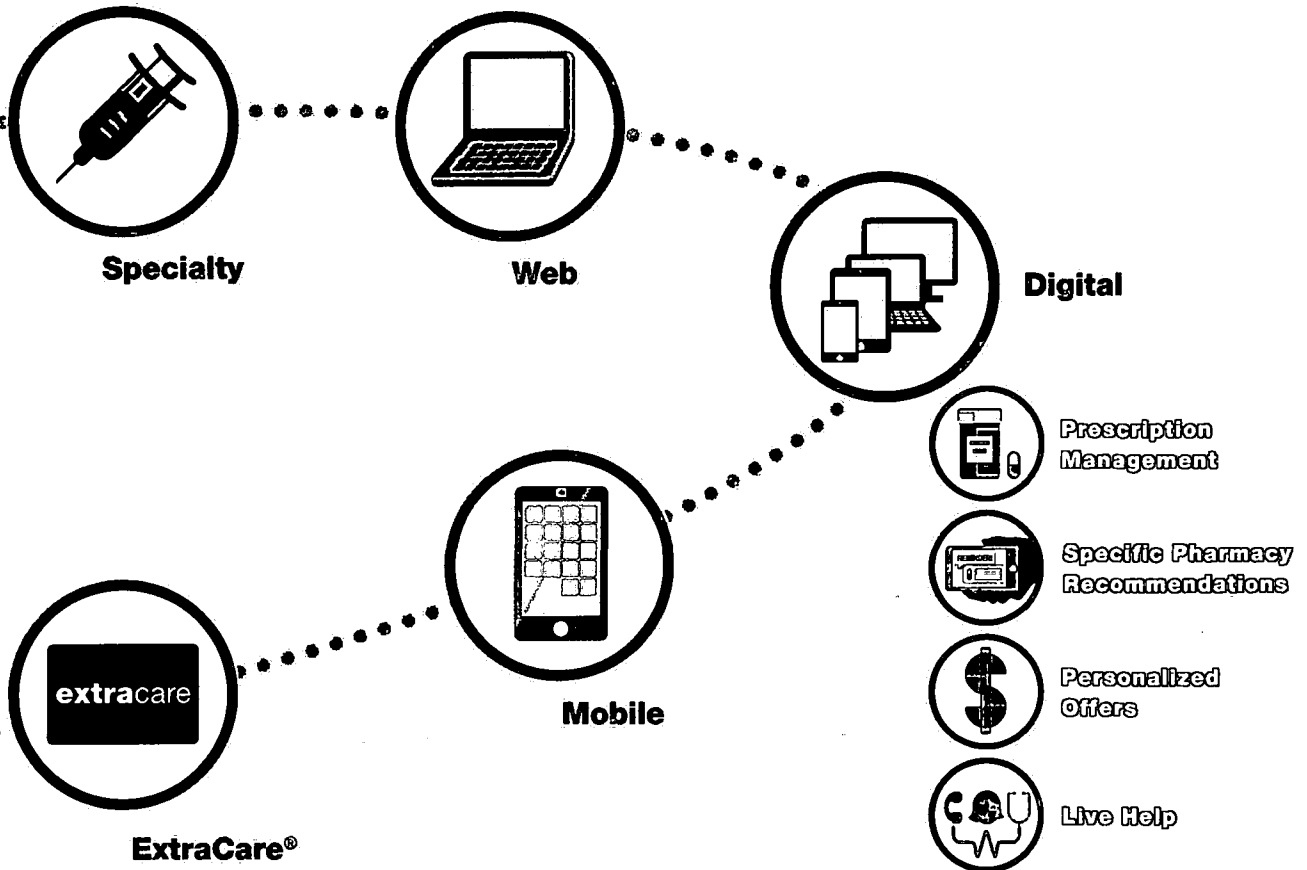 Specialty
Web
Digital
Prescription
Management
Specific Pharmacy
Recommendations
Personalized
Offers
Live Help
Mobile
extracare
ExtraCare®